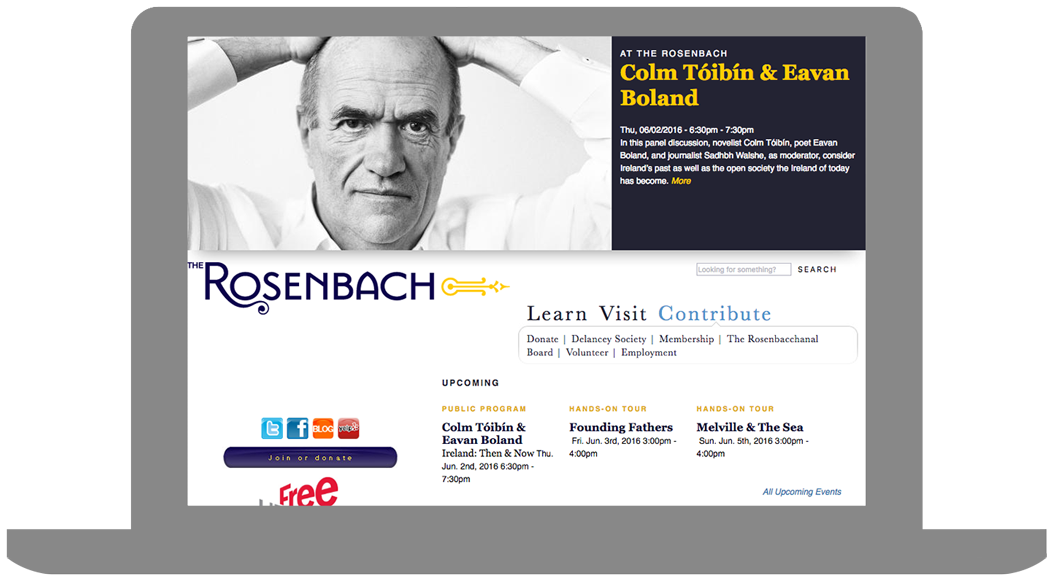 AT THE ROSENBACH
Colm Tóibín & Eavan
Boland
Thu, 06/02/2016 - 6:30pm - 7:30pm
In this panel discussion, novelist Colm Tóibín, poet Eavan
Boland, and journalist Sadhbh Walshe, as moderator, consider
Ireland's past as well as the open society the Ireland of today
has become. More
THE ROSENBACH
Looking for something? SEARCH
Learn Visit Contribute
Donate | Delancey Society | Membership | The Rosenbacchanal
Board | Volunteer | Employment
UPCOMING
PUBLIC PROGRAM
Colm Tóibín &
Eavan Boland
Ireland: Then & Now Thu.
Jun. 2nd, 2016 6:30pm -
7:30pm
HANDS-ON TOUR
Founding Fathers
Fri. Jun. 3rd, 2016 3:00pm -
4:00pm
HANDS-ON TOUR
Melville & The Sea
Sun. Jun. 5th, 2016 3:00pm -
4:00pm
All Upcoming Events
BLOG
yelp
Join or donate
Free